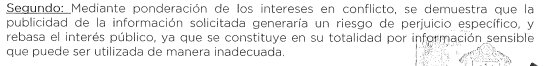 Segundo: Mediante ponderación de los intereses en conflicto, se demuestra que la
publicidad de la información solicitada generaría un riesgo de perjuicio específico, y
rebasa el interés público, ya que se constituye en su totalidad por información sensible
que puede ser utilizada de manera inadecuada.